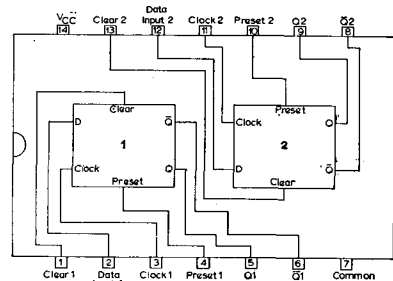 Data
VCC Clear 2 Input 2 Clock 2 Preset 2 Q2 Q̄2
14 13 12 11 10 9 8
Clear Preset
D Q̄ Clock Q
1 2
Clock Q D Q̄
Preset Clear
1 2 3 4 5 6 7
Clear 1 Data Clock 1 Preset 1 Q1 Q̄1 Common